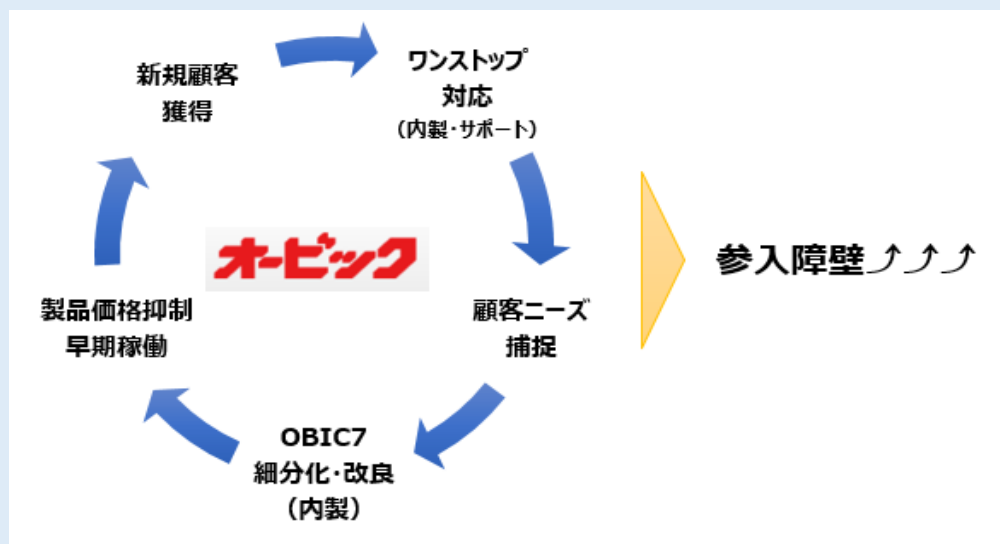 新規顧客
獲得
ワンストップ
対応
（内製・サポート）
オービック
参入障壁⤴⤴⤴
製品価格抑制
早期稼働
顧客ニーズ
捕捉
OBIC7
細分化・改良
（内製）